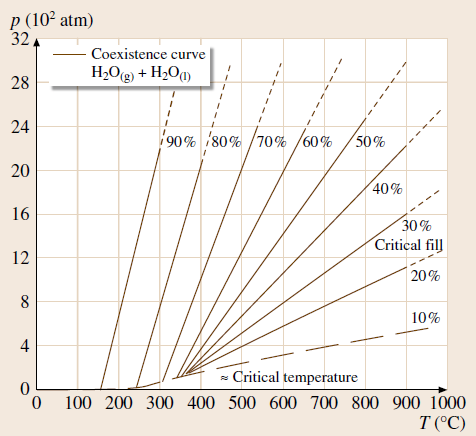 p (10² atm)
32
Coexistence curve
H₂O(g) + H₂O(l)
28
24
90% 80% 70% 60% 50%
20
40%
16
30%
Critical fill
12
20%
8
10%
4
≈ Critical temperature
0
0 100 200 300 400 500 600 700 800 900 1000
T (°C)